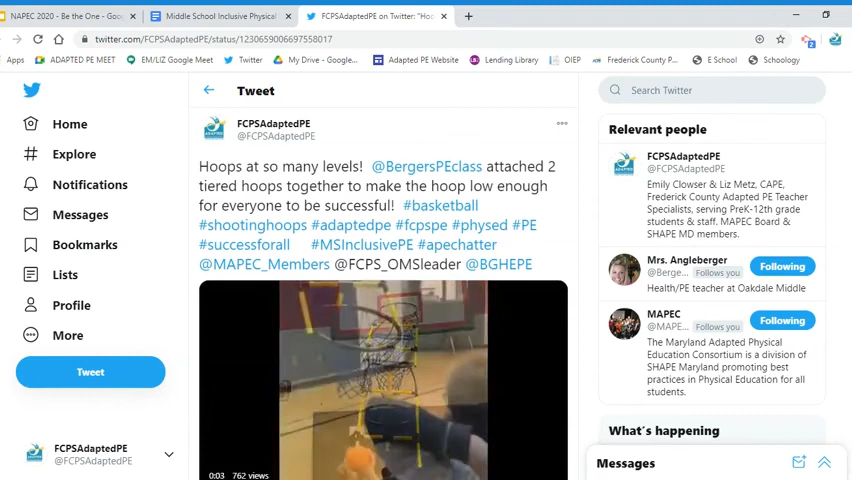 NAPEC 2020 - Be the One - Goo
Middle School Inclusive Physical
FCPSAdaptedPE on Twitter: "Hoo
twitter.com/FCPSAdaptedPE/status/1230659006697558017
Apps
ADAPTED PE MEET
EM/LIZ Google Meet
Twitter
My Drive - Google...
Adapted PE Website
Lending Library
OIEP
Frederick County P...
E School
Schoology
Tweet
Search Twitter
Home
Explore
Notifications
Messages
Bookmarks
Lists
Profile
More
Tweet
FCPSAdaptedPE
@FCPSAdaptedPE
FCPSAdaptedPE
@FCPSAdaptedPE
Hoops at so many levels! @BergersPEclass attached 2
tiered hoops together to make the hoop low enough
for everyone to be successful! #basketball
#shootinghoops #adaptedpe #fcpspe #physed #PE
#successforall #MSInclusivePE #apechatter
@MAPEC_Members @FCPS_OMSleader @BGHEPE
0:03 762 views
Relevant people
FCPSAdaptedPE
@FCPSAdaptedPE
Emily Clowser & Liz Metz, CAPE,
Frederick County Adapted PE Teacher
Specialists, serving PreK-12th grade
students & staff. MAPEC Board &
SHAPE MD members.
Mrs. Angleberger
@Berge... Follows you
Following
Health/PE teacher at Oakdale Middle
MAPEC
@MAPE... Follows you
Following
The Maryland Adapted Physical
Education Consortium is a division of
SHAPE Maryland promoting best
practices in Physical Education for all
students.
What's happening
Messages